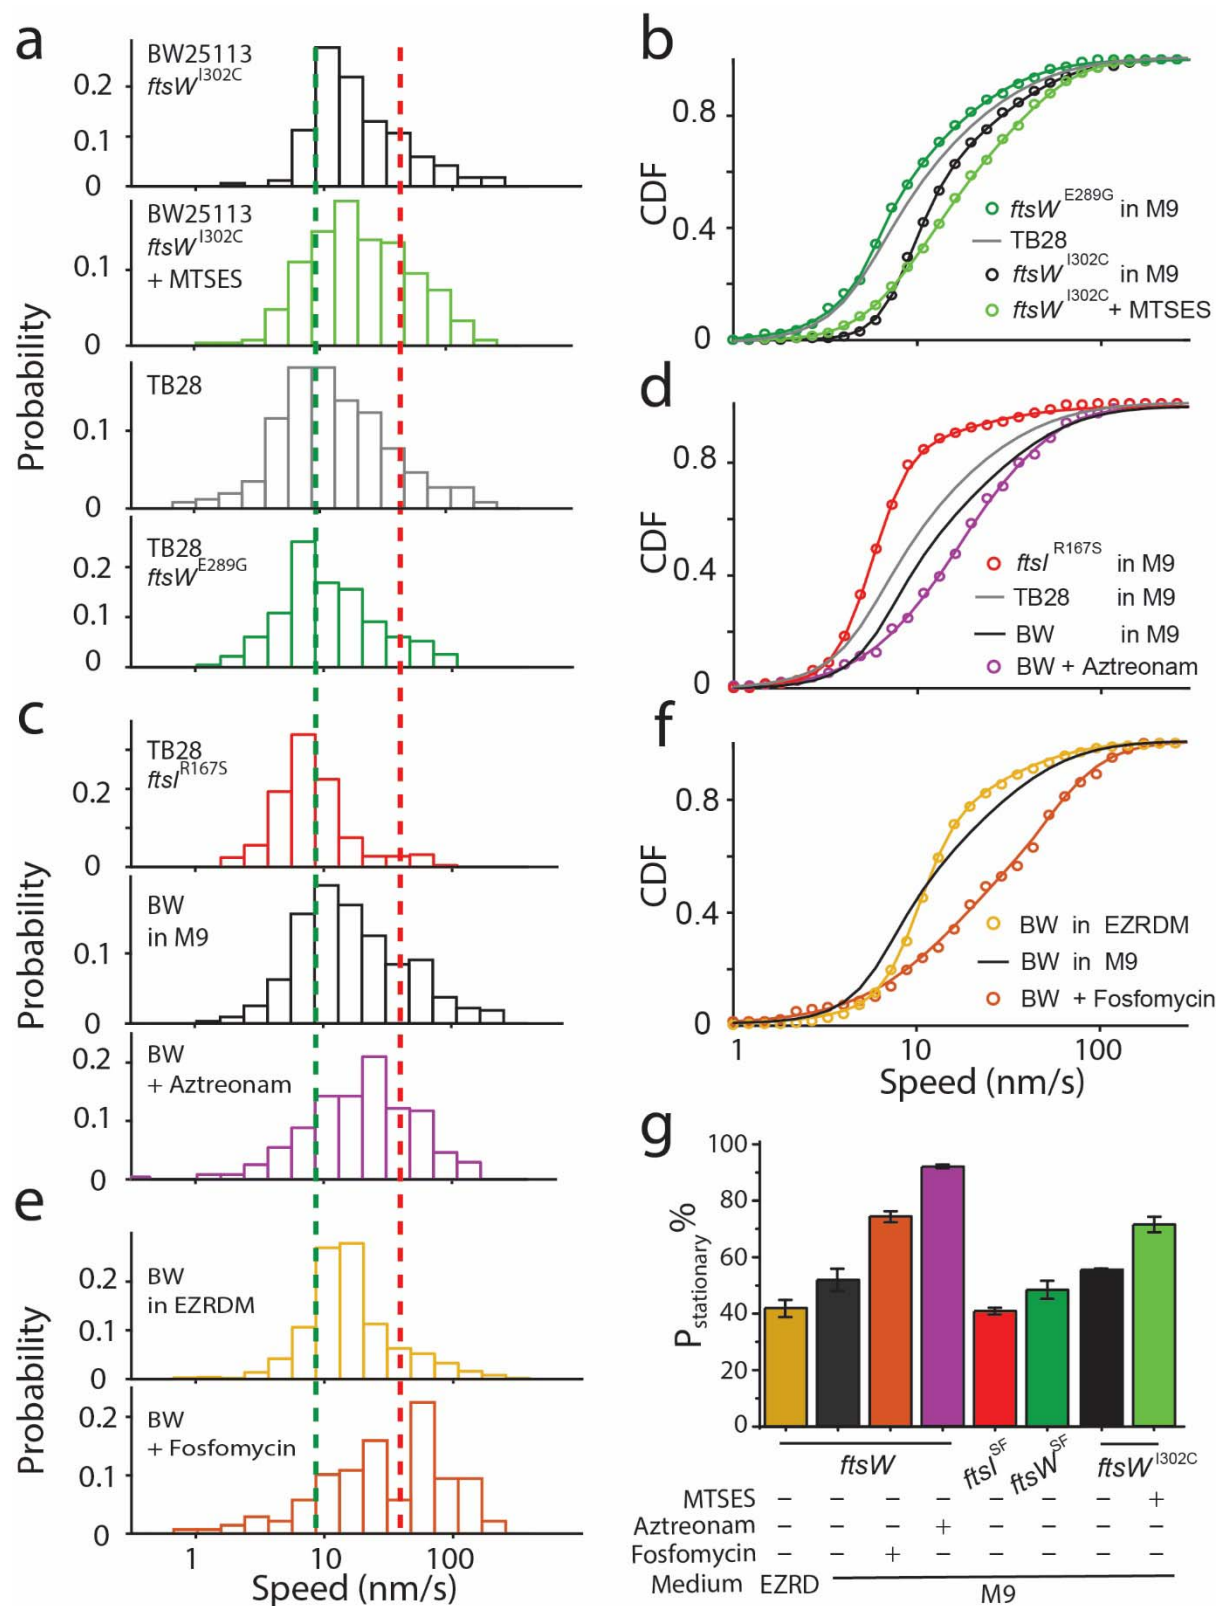 a
BW25113
ftsW^I302C
0.2
0.1
0
BW25113
ftsW^I302C
+ MTSES
0.1
0
TB28
0.1
0
TB28
ftsW^E289G
0.2
0.1
0
Probability
c
TB28
ftsI^R167S
0.2
0
BW
in M9
0.1
0
BW
+ Aztreonam
0.2
0.1
0
Probability
e
BW
in EZRDM
0.2
0.1
0
BW
+ Fosfomycin
0.2
0.1
0
Probability
1 10 100
Speed (nm/s)
b
0.8
0.4
0
CDF
ftsW^E289G in M9
TB28
ftsW^I302C in M9
ftsW^I302C + MTSES
d
0.8
0.4
0
CDF
ftsI^R167S in M9
TB28 in M9
BW in M9
BW + Aztreonam
f
0.8
0.4
0
CDF
BW in EZRDM
BW in M9
BW + Fosfomycin
1 10 100
Speed (nm/s)
g
100
80
60
40
20
0
P_stationary %
ftsW ftsI^SF ftsW^SF ftsW^I302C
MTSES − − − − − − − +
Aztreonam − − − + − − − −
Fosfomycin − − + − − − − −
Medium EZRD M9